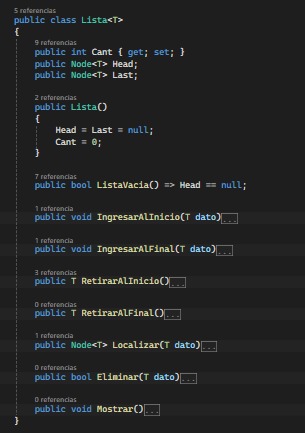 5 referencias
public class Lista<T>
{
9 referencias
public int Cant { get; set; }
public Node<T> Head;
public Node<T> Last;
2 referencias
public Lista()
{
Head = Last = null;
Cant = 0;
}
7 referencias
public bool ListaVacia() => Head == null;
1 referencia
public void IngresarAlInicio(T dato)...
1 referencia
public void IngresarAlFinal(T dato)...
3 referencias
public T RetirarAlInicio()...
0 referencias
public T RetirarAlFinal()...
1 referencia
public Node<T> Localizar(T dato)...
0 referencias
public bool Eliminar(T dato)...
0 referencias
public void Mostrar()...
}